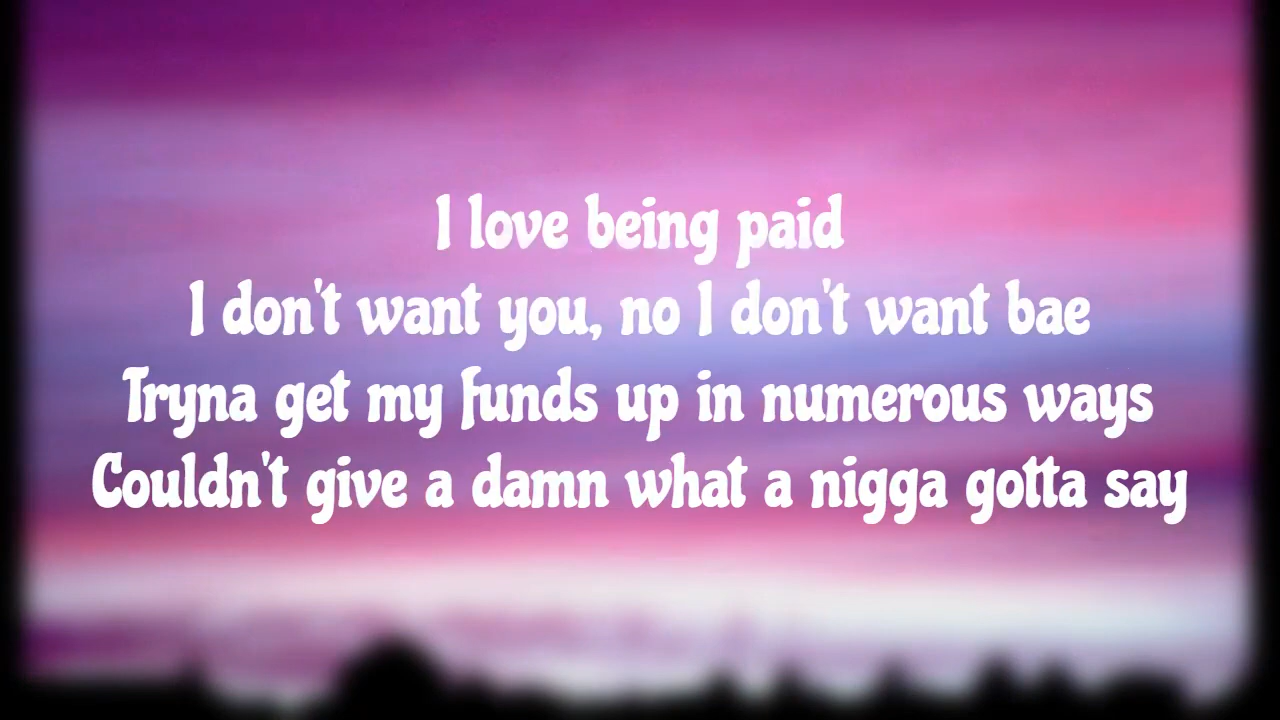 I love being paid
I don't want you, no I don't want bae
Tryna get my funds up in numerous ways
Couldn't give a damn what a nigga gotta say